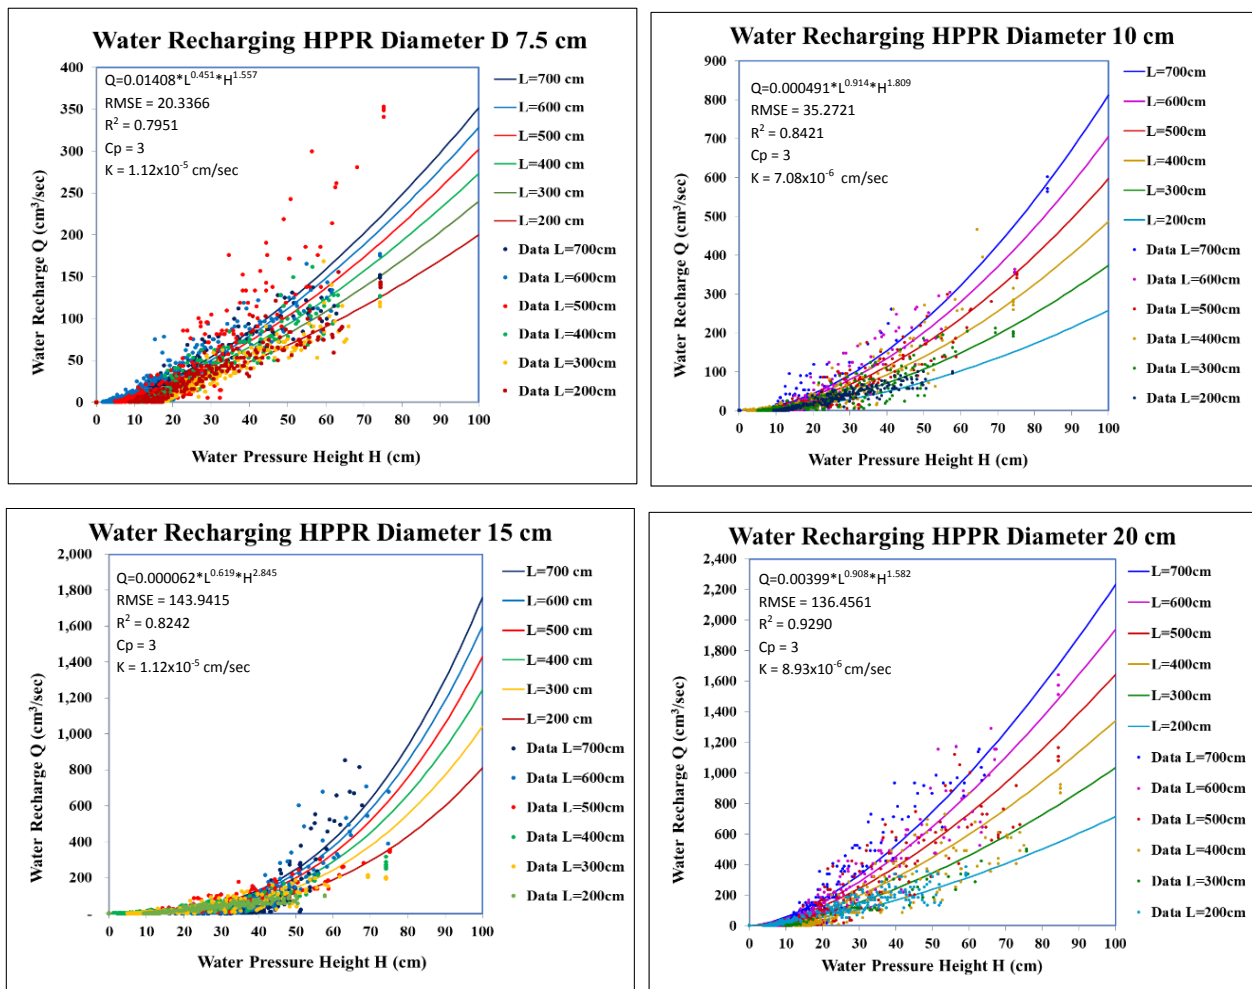 Water Recharging HPPR Diameter D 7.5 cm
Q=0.01408*L^0.451*H^1.557
RMSE = 20.3366
R² = 0.7951
Cp = 3
K = 1.12x10⁻⁵ cm/sec
400
350
300
250
200
150
100
50
0
0 10 20 30 40 50 60 70 80 90 100
Water Recharge Q (cm³/sec)
Water Pressure Height H (cm)
L=700 cm
L=600 cm
L=500 cm
L=400 cm
L=300 cm
L=200 cm
Data L=700cm
Data L=600cm
Data L=500cm
Data L=400cm
Data L=300cm
Data L=200cm
Water Recharging HPPR Diameter 10 cm
Q=0.000491*L^0.914*H^1.809
RMSE = 35.2721
R² = 0.8421
Cp = 3
K = 7.08x10⁻⁶ cm/sec
900
800
700
600
500
400
300
200
100
0
0 10 20 30 40 50 60 70 80 90 100
Water Recharge Q (cm³/sec)
Water Pressure Height H (cm)
L=700cm
L=600cm
L=500cm
L=400cm
L=300cm
L=200cm
Data L=700cm
Data L=600cm
Data L=500cm
Data L=400cm
Data L=300cm
Data L=200cm
Water Recharging HPPR Diameter 15 cm
Q=0.000062*L^0.619*H^2.845
RMSE = 143.9415
R² = 0.8242
Cp = 3
K = 1.12x10⁻⁵ cm/sec
2,000
1,800
1,600
1,400
1,200
1,000
800
600
400
200
-
0 10 20 30 40 50 60 70 80 90 100
Water Recharge Q (cm³/sec)
Water Pressure Height H (cm)
L=700 cm
L=600 cm
L=500 cm
L=400 cm
L=300 cm
L=200 cm
Data L=700cm
Data L=600cm
Data L=500cm
Data L=400cm
Data L=300cm
Data L=200cm
Water Recharging HPPR Diameter 20 cm
Q=0.00399*L^0.908*H^1.582
RMSE = 136.4561
R² = 0.9290
Cp = 3
K = 8.93x10⁻⁶ cm/sec
2,400
2,200
2,000
1,800
1,600
1,400
1,200
1,000
800
600
400
200
0
0 10 20 30 40 50 60 70 80 90 100
Water Recharge Q (cm³/sec)
Water Pressure Height H (cm)
L=700cm
L=600cm
L=500cm
L=400cm
L=300cm
L=200cm
Data L=700cm
Data L=600cm
Data L=500cm
Data L=400cm
Data L=300cm
Data L=200cm